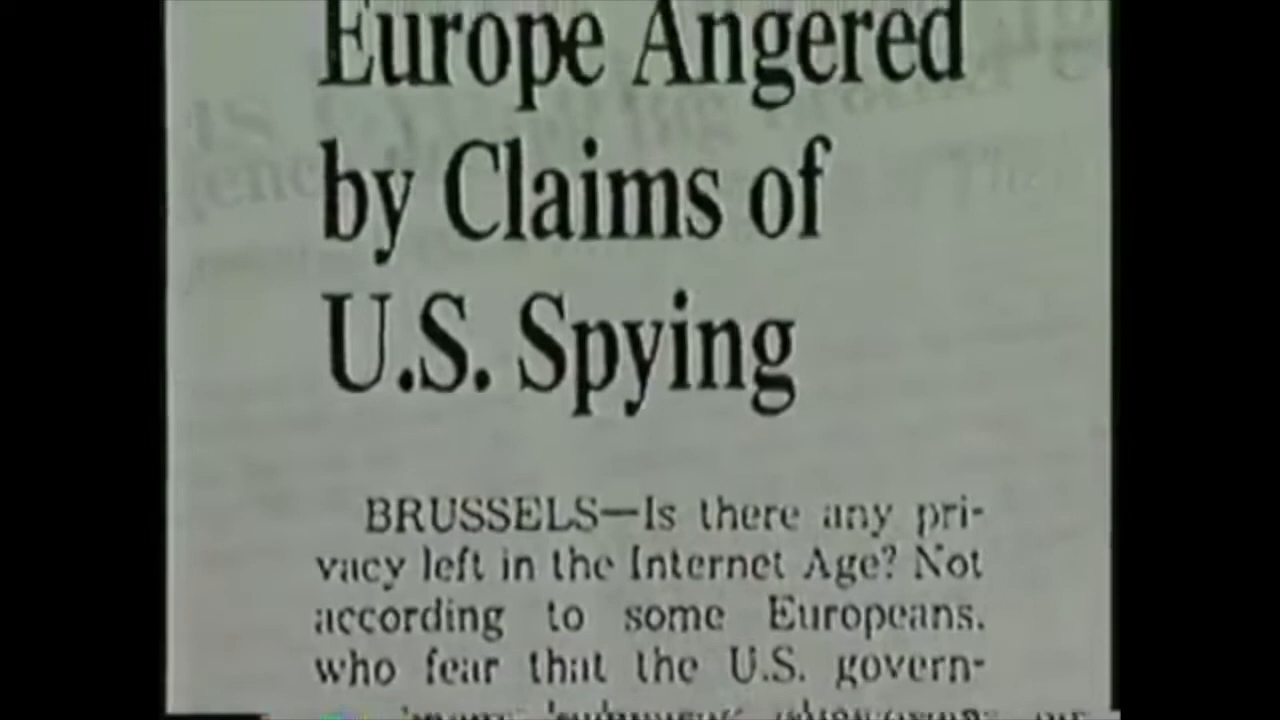 Europe Angered
by Claims of
U.S. Spying
BRUSSELS—Is there any pri-
vacy left in the Internet Age? Not
according to some Europeans,
who fear that the U.S. govern-